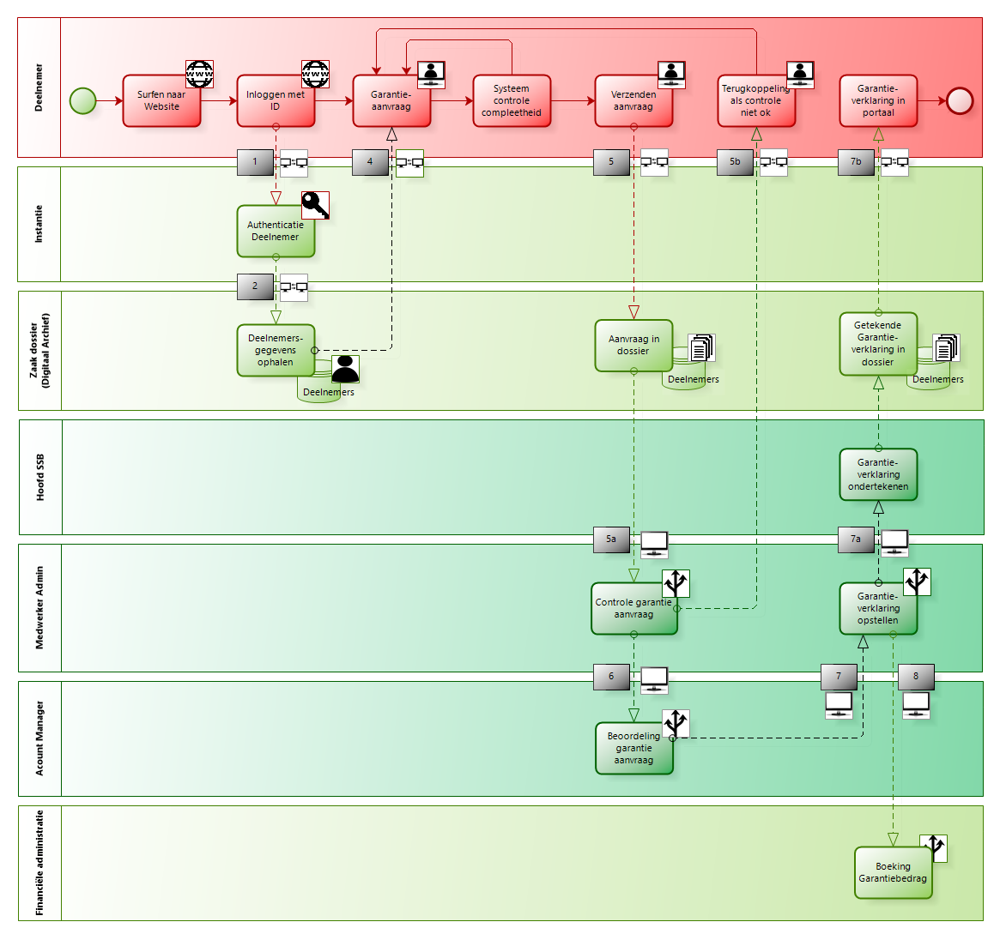 Deelnemer
Surfen naar
Website
WWW
Inloggen met
ID
WWW
Garantie-
aanvraag
Systeem
controle
compleetheid
Verzenden
aanvraag
Terugkoppeling
als controle
niet ok
Garantie-
verklaring in
portaal
1
4
5
5b
7b
Instantie
Authenticatie
Deelnemer
2
Zaak dossier
(Digitaal Archief)
Deelnemers-
gegevens
ophalen
Deelnemers
Aanvraag in
dossier
Deelnemers
Getekende
Garantie-
verklaring in
dossier
Deelnemers
Hoofd SSB
Garantie-
verklaring
ondertekenen
5a
7a
Medwerker Admin
Controle garantie
aanvraag
Garantie-
verklaring
opstellen
6
7
8
Acount Manager
Beoordeling
garantie
aanvraag
Financiële administratie
Boeking
Garantiebedrag